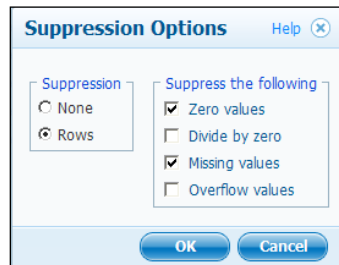 Suppression Options Help
Suppression
None
Rows
Suppress the following
Zero values
Divide by zero
Missing values
Overflow values
OK Cancel